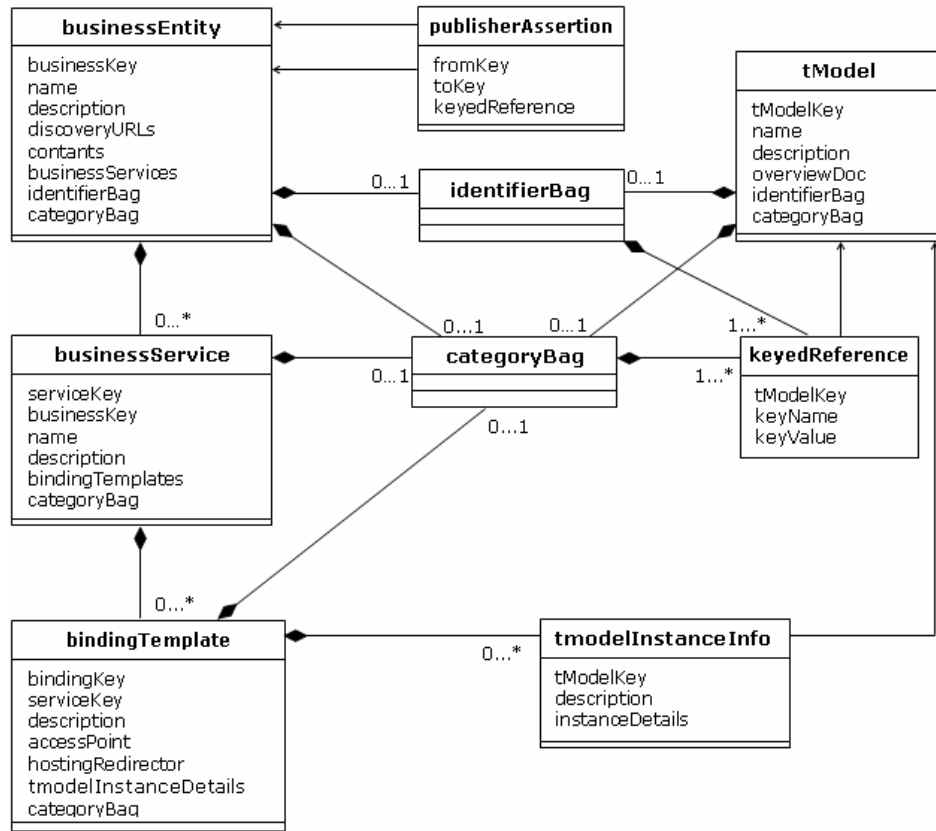 businessEntity
businessKey
name
description
discoveryURLs
contants
businessServices
identifierBag
categoryBag
publisherAssertion
fromKey
toKey
keyedReference
tModel
tModelKey
name
description
overviewDoc
identifierBag
categoryBag
0...1
identifierBag
0...1
0...*
0...1
0...1
1...*
businessService
serviceKey
businessKey
name
description
bindingTemplates
categoryBag
0...1
categoryBag
0...1
1...*
keyedReference
tModelKey
keyName
keyValue
0...*
bindingTemplate
bindingKey
serviceKey
description
accessPoint
hostingRedirector
tmodelInstanceDetails
categoryBag
0...*
tmodelInstanceInfo
tModelKey
description
instanceDetails